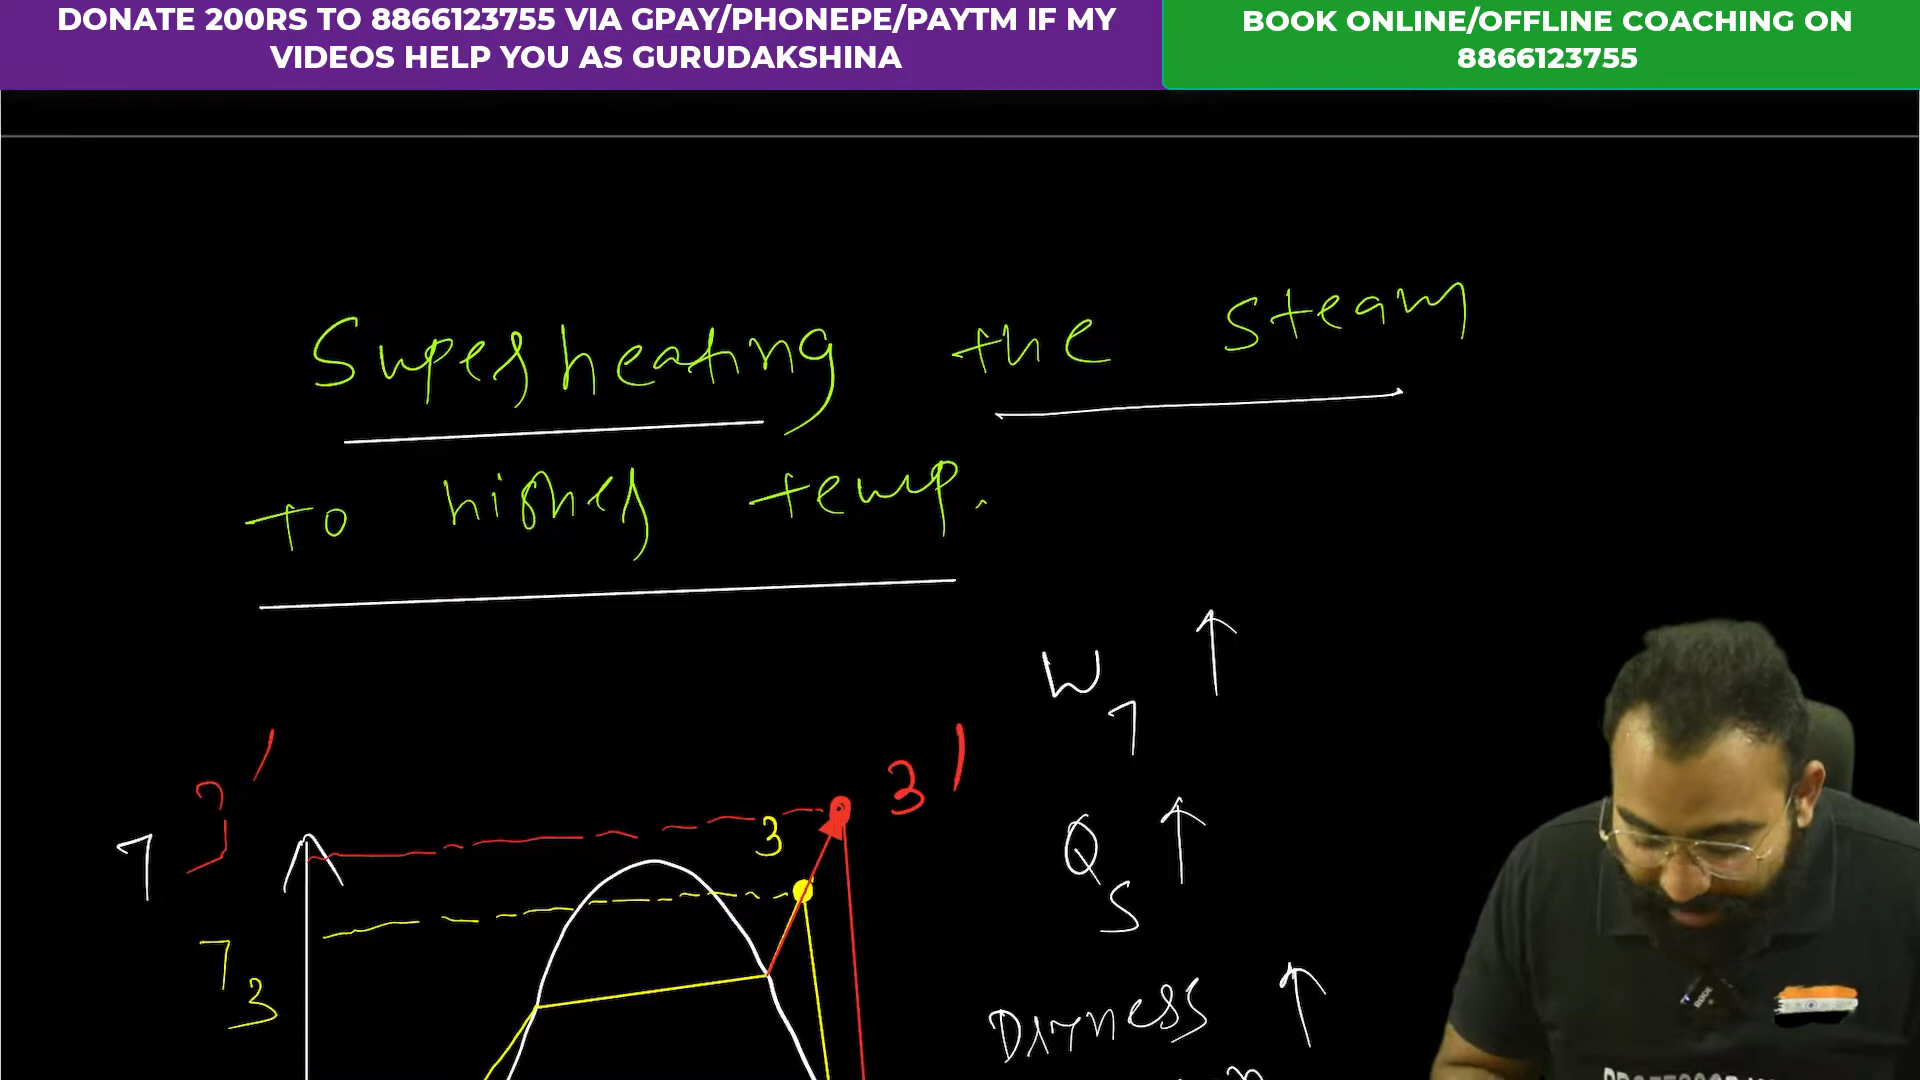 DONATE 200RS TO 8866123755 VIA GPAY/PHONEPE/PAYTM IF MY
VIDEOS HELP YOU AS GURUDAKSHINA
BOOK ONLINE/OFFLINE COACHING ON
8866123755
Superheating the steam
to higher temp.
W T ↑
3'
3'
3
T
Q S ↑
T 3
Dryness ↑